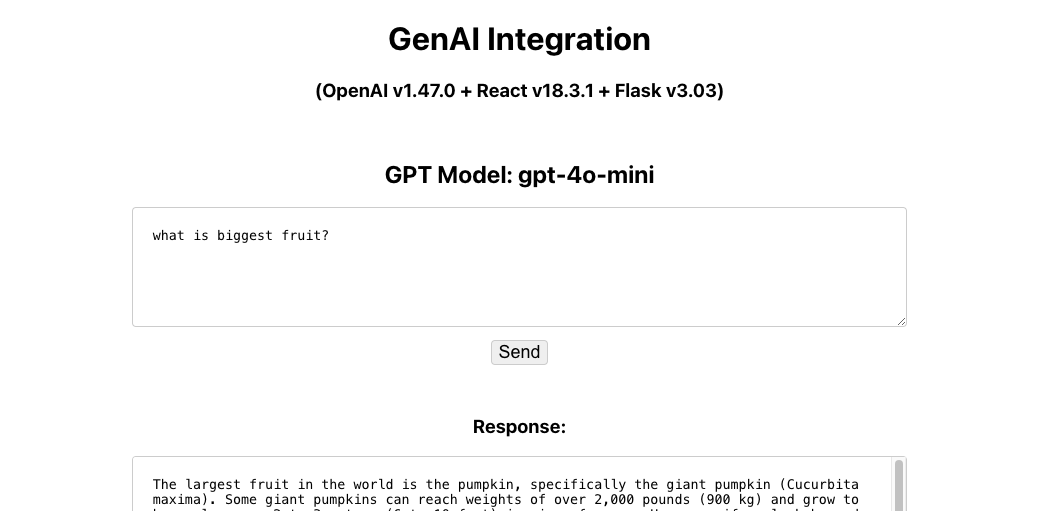 GenAI Integration
(OpenAI v1.47.0 + React v18.3.1 + Flask v3.03)
GPT Model: gpt-4o-mini
what is biggest fruit?
Send
Response:
The largest fruit in the world is the pumpkin, specifically the giant pumpkin (Cucurbita
maxima). Some giant pumpkins can reach weights of over 2,000 pounds (900 kg) and grow to